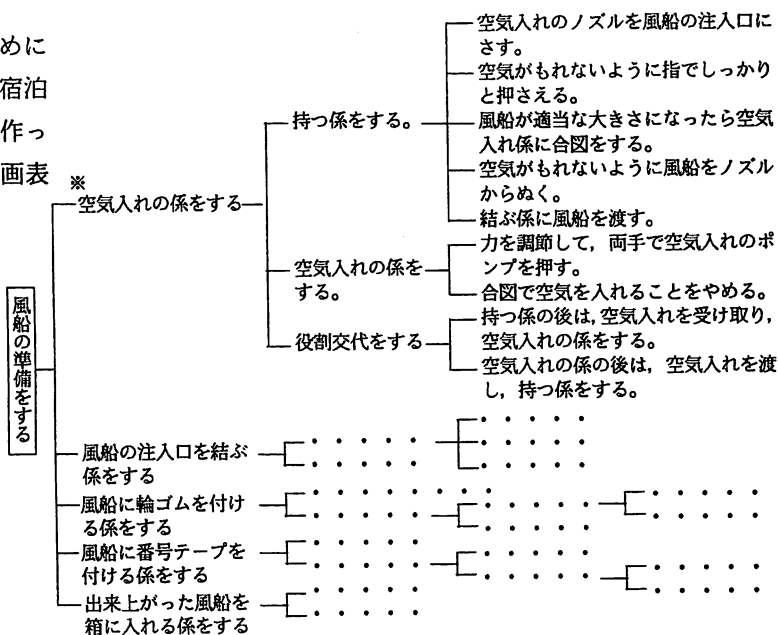 めに
宿泊
作っ
画表
風船の準備をする
※
空気入れの係をする
持つ係をする。
空気入れのノズルを風船の注入口に
さす。
空気がもれないように指でしっかり
と押さえる。
風船が適当な大きさになったら空気
入れ係に合図をする。
空気がもれないように風船をノズル
からぬく。
結ぶ係に風船を渡す。
空気入れの係を
する。
力を調節して，両手で空気入れのポ
ンプを押す。
合図で空気を入れることをやめる。
役割交代をする
持つ係の後は，空気入れを受け取り，
空気入れの係をする。
空気入れの係の後は，空気入れを渡
し，持つ係をする。
風船の注入口を結ぶ
係をする
・・・・・
・・・・・
・・・・・
・・・・・
・・・・・
風船に輪ゴムを付け
る係をする
・・・・・・・・
・・・・・
・・・・・
・・・・・
・・・・・
・・・・・
風船に番号テープを
付ける係をする
・・・・・
・・・・・
・・・・・
・・・・・
・・・・・
・・・・・
出来上がった風船を
箱に入れる係をする
・・・・・
・・・・・